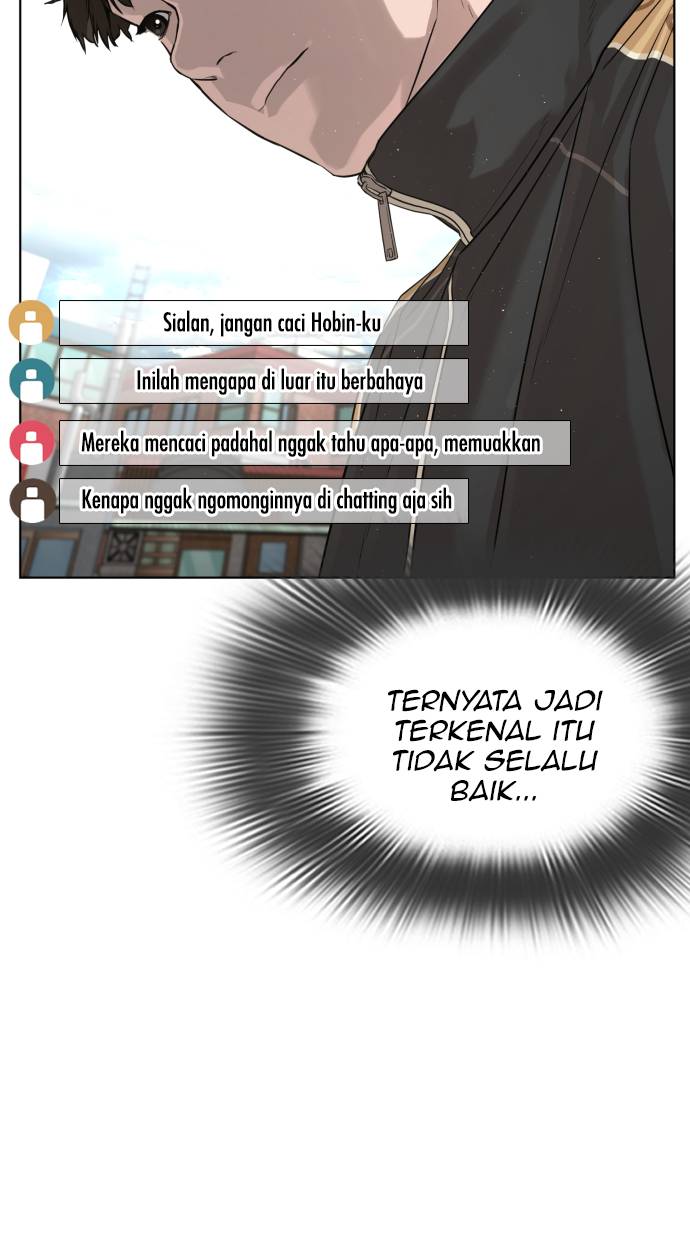 Sialan, jangan caci Hobin-ku
Inilah mengapa di luar itu berbahaya
Mereka mencaci padahal nggak tahu apa-apa, memuakkan
Kenapa nggak ngomonginnya di chatting aja sih
TERNYATA JADI
TERKENAL ITU
TIDAK SELALU
BAIK...